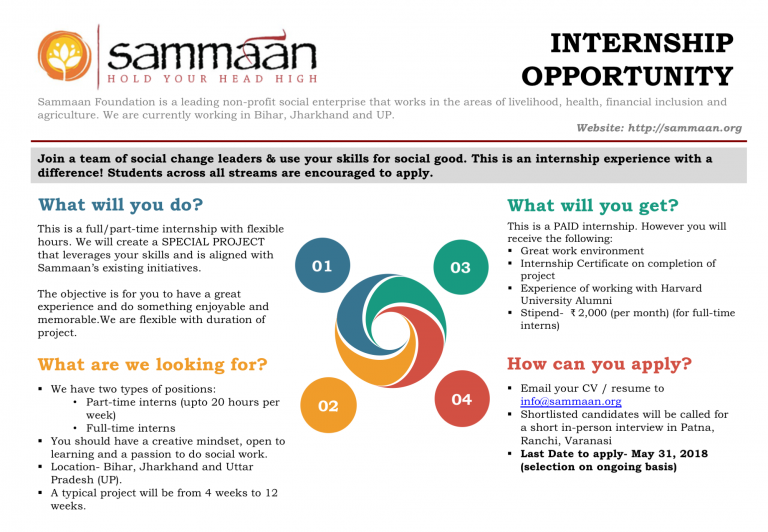 sammaan
HOLD YOUR HEAD HIGH
INTERNSHIP
OPPORTUNITY
Sammaan Foundation is a leading non-profit social enterprise that works in the areas of livelihood, health, financial inclusion and
agriculture. We are currently working in Bihar, Jharkhand and UP.
Website: http://sammaan.org
Join a team of social change leaders & use your skills for social good. This is an internship experience with a
difference! Students across all streams are encouraged to apply.
What will you do?
This is a full/part-time internship with flexible
hours. We will create a SPECIAL PROJECT
that leverages your skills and is aligned with
Sammaan's existing initiatives.
The objective is for you to have a great
experience and do something enjoyable and
memorable.We are flexible with duration of
project.
What are we looking for?
▪ We have two types of positions:
• Part-time interns (upto 20 hours per
week)
• Full-time interns
▪ You should have a creative mindset, open to
learning and a passion to do social work.
▪ Location- Bihar, Jharkhand and Uttar
Pradesh (UP).
▪ A typical project will be from 4 weeks to 12
weeks.
01
03
02
04
What will you get?
This is a PAID internship. However you will
receive the following:
▪ Great work environment
▪ Internship Certificate on completion of
project
▪ Experience of working with Harvard
University Alumni
▪ Stipend- ₹ 2,000 (per month) (for full-time
interns)
How can you apply?
▪ Email your CV / resume to
info@sammaan.org
▪ Shortlisted candidates will be called for
a short in-person interview in Patna,
Ranchi, Varanasi
▪ Last Date to apply- May 31, 2018
(selection on ongoing basis)